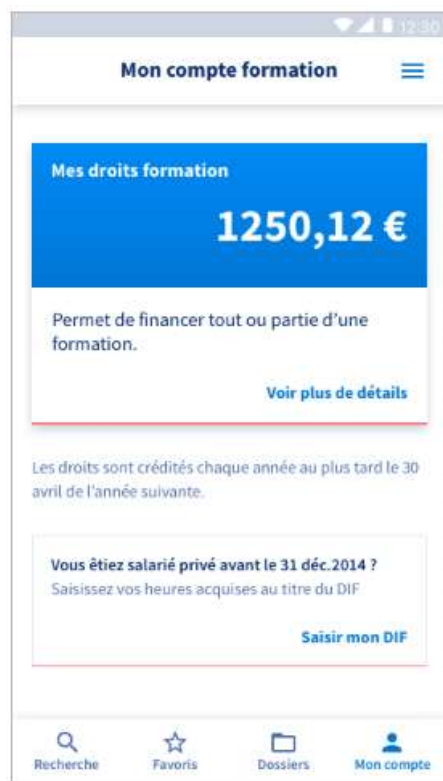 12:30
Mon compte formation
Mes droits formation
1250,12 €
Permet de financer tout ou partie d'une
formation.
Voir plus de détails
Les droits sont crédités chaque année au plus tard le 30
avril de l'année suivante.
Vous êtiez salarié privé avant le 31 déc.2014 ?
Saisissez vos heures acquises au titre du DIF
Saisir mon DIF
Recherche Favoris Dossiers Mon compte